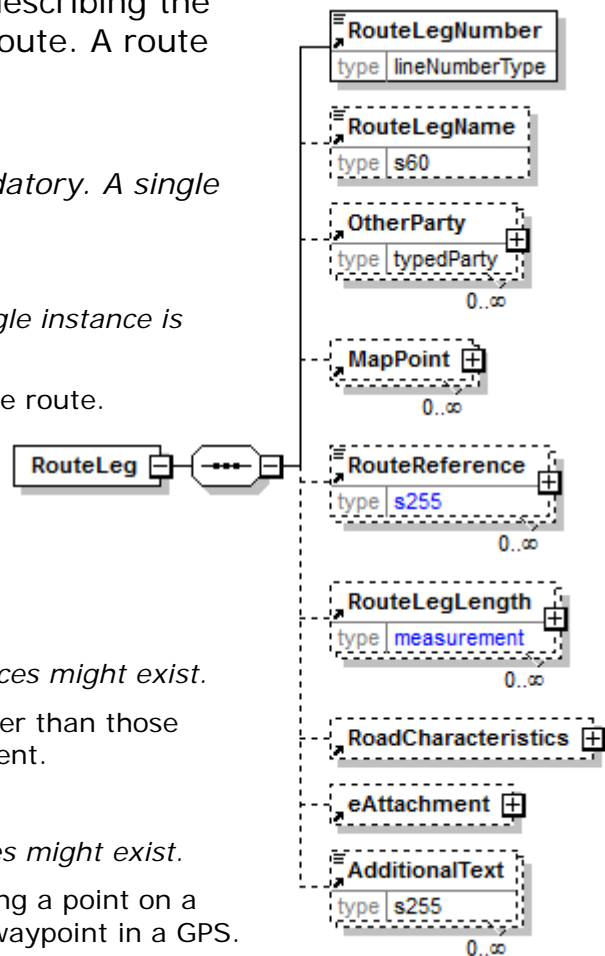 describing the
oute. A route
datory. A single
gle instance is
e route.
ces might exist.
er than those
ent.
es might exist.
ng a point on a
waypoint in a GPS.
RouteLeg
RouteLegNumber
type lineNumberType
RouteLegName
type s60
OtherParty
type typedParty
0..∞
MapPoint
0..∞
RouteReference
type s255
0..∞
RouteLegLength
type measurement
0..∞
RoadCharacteristics
eAttachment
AdditionalText
type s255
0..∞